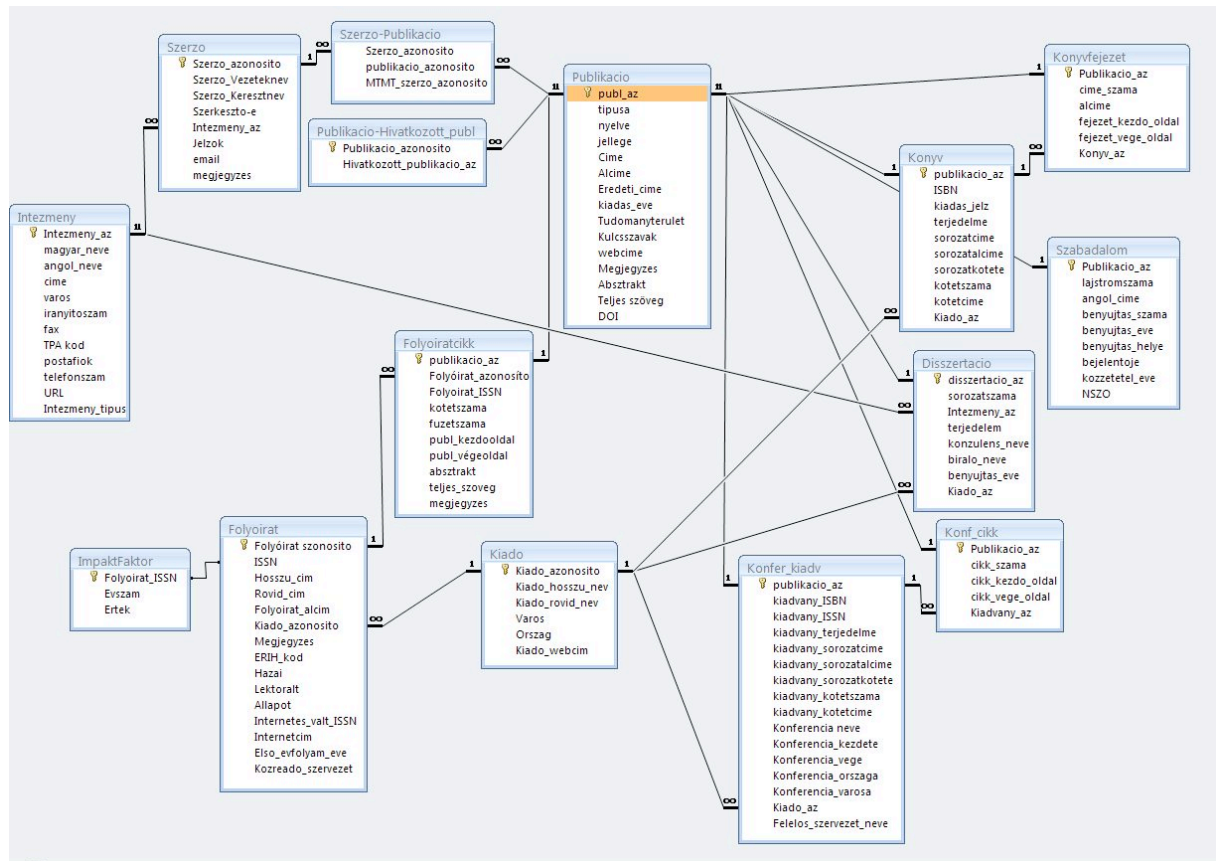 Szerzo
Szerzo_azonosito
Szerzo_Vezeteknev
Szerzo_Keresztnev
Szerkeszto-e
Intezmeny_az
Jelzok
email
megjegyzes
Szerzo-Publikacio
Szerzo_azonosito
publikacio_azonosito
MTMT_szerzo_azonosito
Publikacio-Hivatkozott_publ
Publikacio_azonosito
Hivatkozott_publikacio_az
Publikacio
publ_az
tipusa
nyelve
jellege
Cime
Alcime
Eredeti_cime
kiadas_eve
Tudomanyterulet
Kulcsszavak
webcime
Megjegyzes
Absztrakt
Teljes szöveg
DOI
Konyvfejezet
Publikacio_az
cime_szama
alcime
fejezet_kezdo_oldal
fejezet_vege_oldal
Konyv_az
Konyv
publikacio_az
ISBN
kiadas_jelz
terjedelme
sorozatcime
sorozatalcime
sorozatkotete
kotetszama
kotetcime
Kiado_az
Szabadalom
Publikacio_az
lajstromszama
angol_cime
benyujtas_szama
benyujtas_eve
benyujtas_helye
bejelentoje
kozzetetel_eve
NSZO
Intezmeny
Intezmeny_az
magyar_neve
angol_neve
cime
varos
iranyitoszam
fax
TPA kod
postafiok
telefonszam
URL
Intezmeny_tipus
Folyoiratcikk
publikacio_az
Folyóirat_azonosíto
Folyoirat_ISSN
kotetszama
fuzetszama
publ_kezdooldal
publ_végeoldal
absztrakt
teljes_szoveg
megjegyzes
Disszertacio
disszertacio_az
sorozatszama
Intezmeny_az
terjedelem
konzulens_neve
biralo_neve
benyujtas_eve
Kiado_az
ImpaktFaktor
Folyoirat_ISSN
Evszam
Ertek
Folyoirat
Folyóirat szonosito
ISSN
Hosszu_cim
Rovid_cim
Folyoirat_alcim
Kiado_azonosito
Megjegyzes
ERIH_kod
Hazai
Lektoralt
Allapot
Internetes_valt_ISSN
Internetcim
Elso_evfolyam_eve
Kozreado_szervezet
Kiado
Kiado_azonosito
Kiado_hosszu_nev
Kiado_rovid_nev
Varos
Orszag
Kiado_webcim
Konfer_kiadv
publikacio_az
kiadvany_ISBN
kiadvany_ISSN
kiadvany_terjedelme
kiadvany_sorozatcime
kiadvany_sorozatalcime
kiadvany_sorozatkotete
kiadvany_kotetszama
kiadvany_kotetcime
Konferencia neve
Konferencia_kezdete
Konferencia_vege
Konferencia_orszaga
Konferencia_varosa
Kiado_az
Felelos_szervezet_neve
Konf_cikk
Publikacio_az
cikk_szama
cikk_kezdo_oldal
cikk_vege_oldal
Kiadvany_az